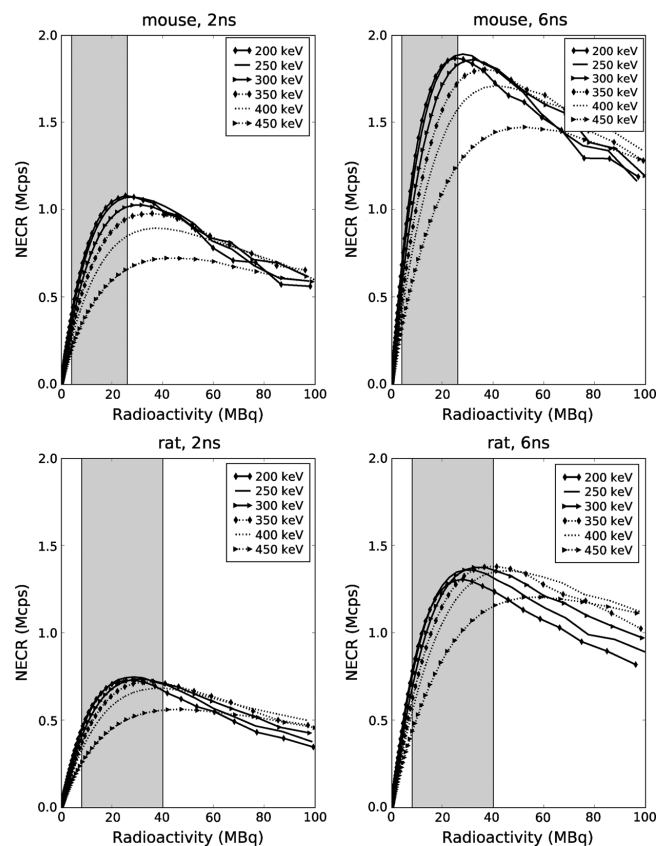 mouse, 2ns
2.0
1.5
1.0
0.5
0.0
NECR (Mcps)
200 keV
250 keV
300 keV
350 keV
400 keV
450 keV
0 20 40 60 80 100
Radioactivity (MBq)
mouse, 6ns
2.0
1.5
1.0
0.5
0.0
NECR (Mcps)
200 keV
250 keV
300 keV
350 keV
400 keV
450 keV
0 20 40 60 80 100
Radioactivity (MBq)
rat, 2ns
2.0
1.5
1.0
0.5
0.0
NECR (Mcps)
200 keV
250 keV
300 keV
350 keV
400 keV
450 keV
0 20 40 60 80 100
Radioactivity (MBq)
rat, 6ns
2.0
1.5
1.0
0.5
0.0
NECR (Mcps)
200 keV
250 keV
300 keV
350 keV
400 keV
450 keV
0 20 40 60 80 100
Radioactivity (MBq)